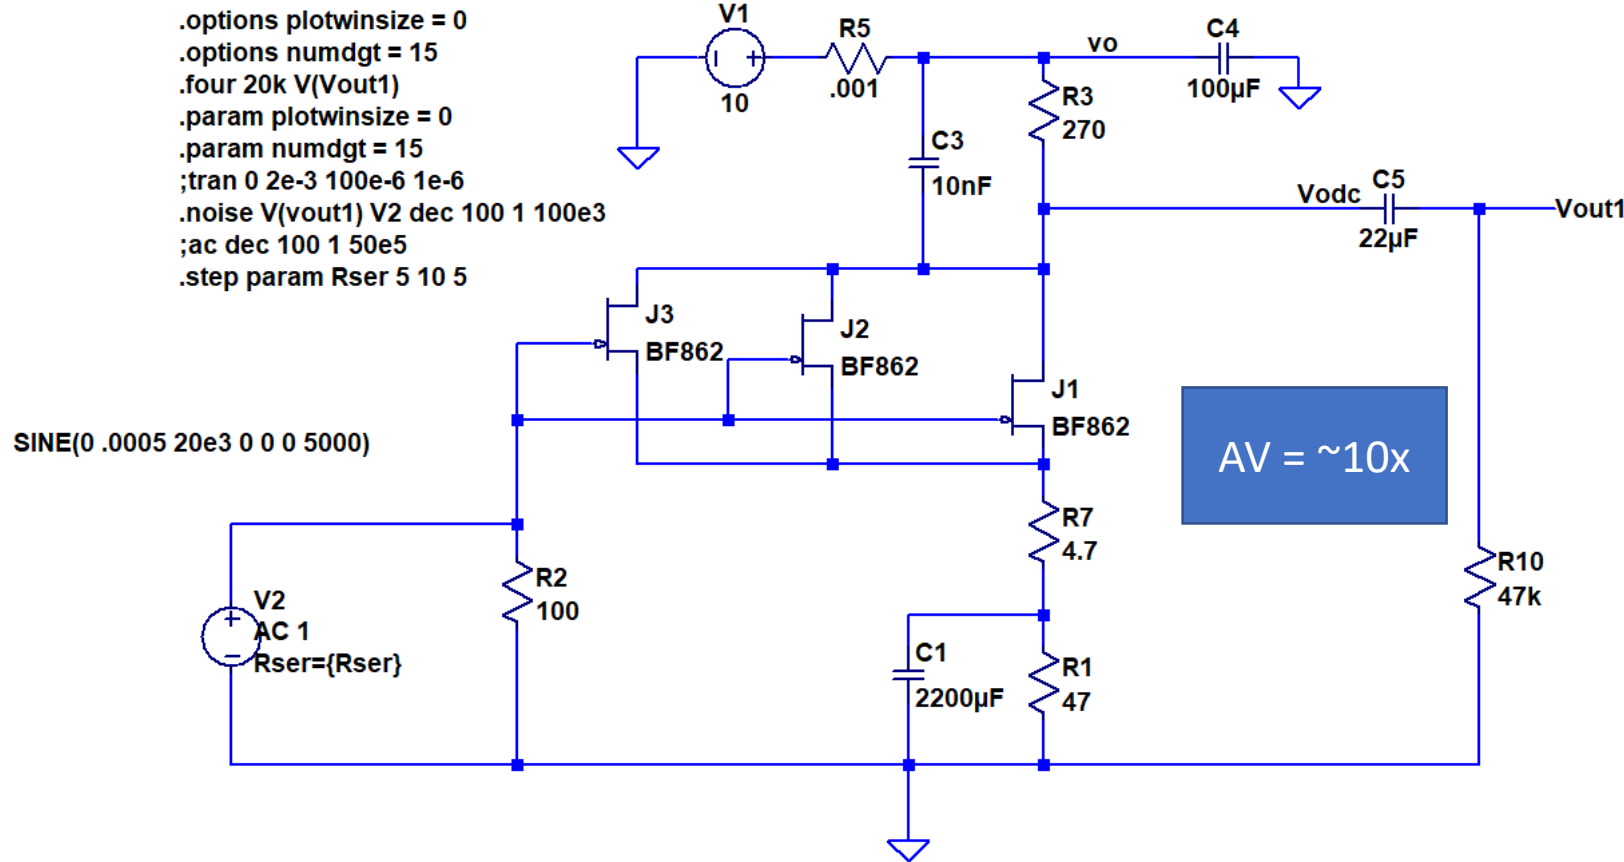 .options plotwinsize = 0
.options numdgt = 15
.four 20k V(Vout1)
.param plotwinsize = 0
.param numdgt = 15
;tran 0 2e-3 100e-6 1e-6
.noise V(vout1) V2 dec 100 1 100e3
;ac dec 100 1 50e5
.step param Rser 5 10 5
V1
10
R5
.001
vo
C4
100µF
R3
270
C3
10nF
Vodc
C5
22µF
Vout1
J3
BF862
J2
BF862
J1
BF862
AV = ~10x
SINE(0 .0005 20e3 0 0 0 5000)
R7
4.7
R10
47k
R2
100
V2
AC 1
Rser={Rser}
C1
2200µF
R1
47